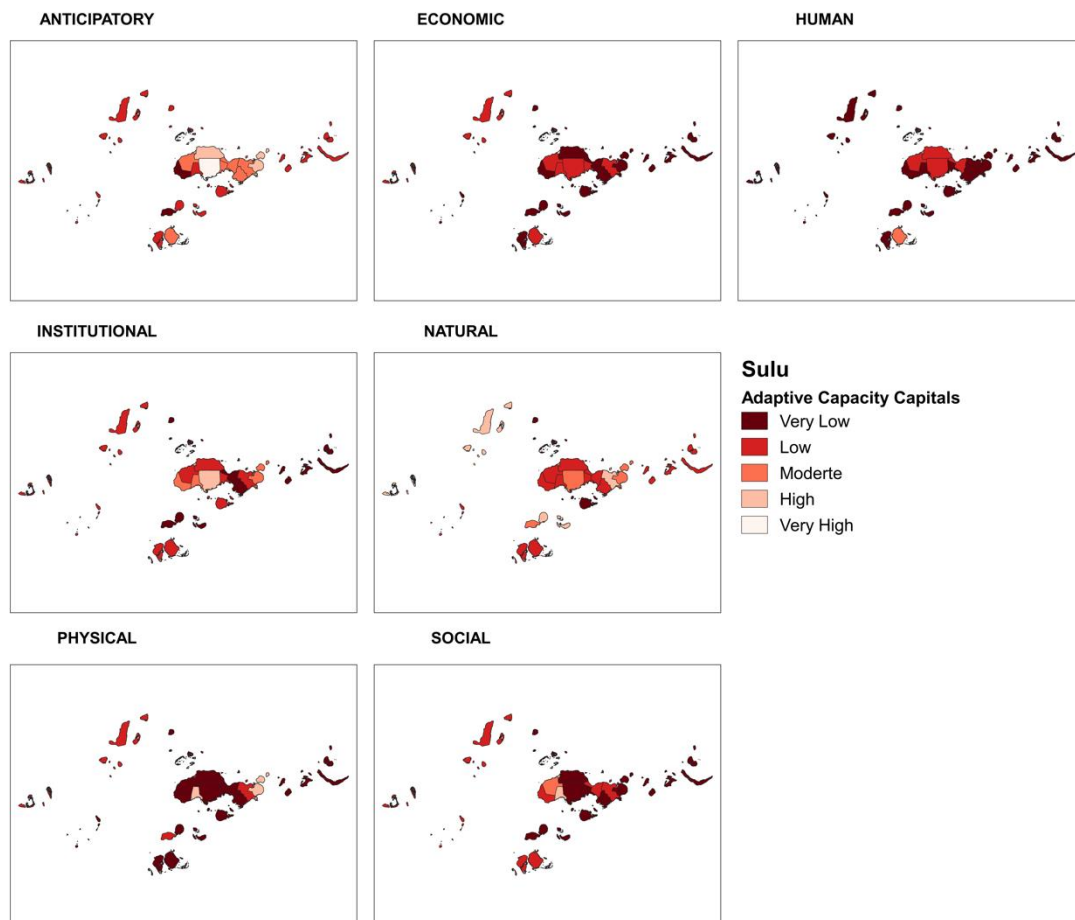 ANTICIPATORY
ECONOMIC
HUMAN
INSTITUTIONAL
NATURAL
Sulu
Adaptive Capacity Capitals
Very Low
Low
Moderte
High
Very High
PHYSICAL
SOCIAL